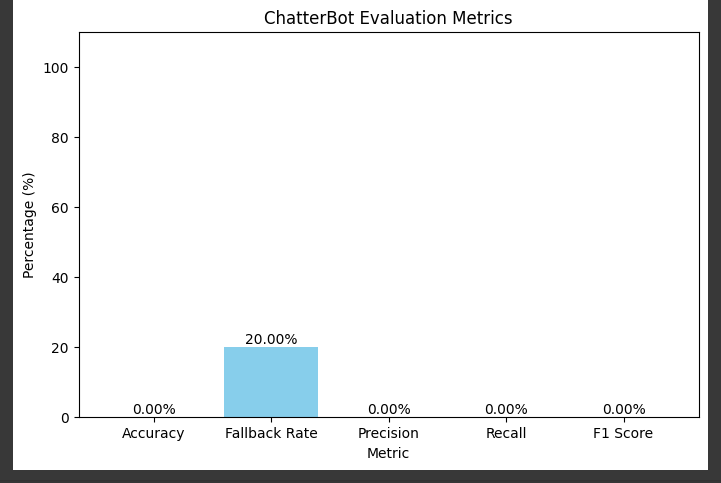 ChatterBot Evaluation Metrics
Percentage (%)
100
80
60
40
20
0
0.00%
20.00%
0.00%
0.00%
0.00%
Accuracy
Fallback Rate
Precision
Recall
F1 Score
Metric